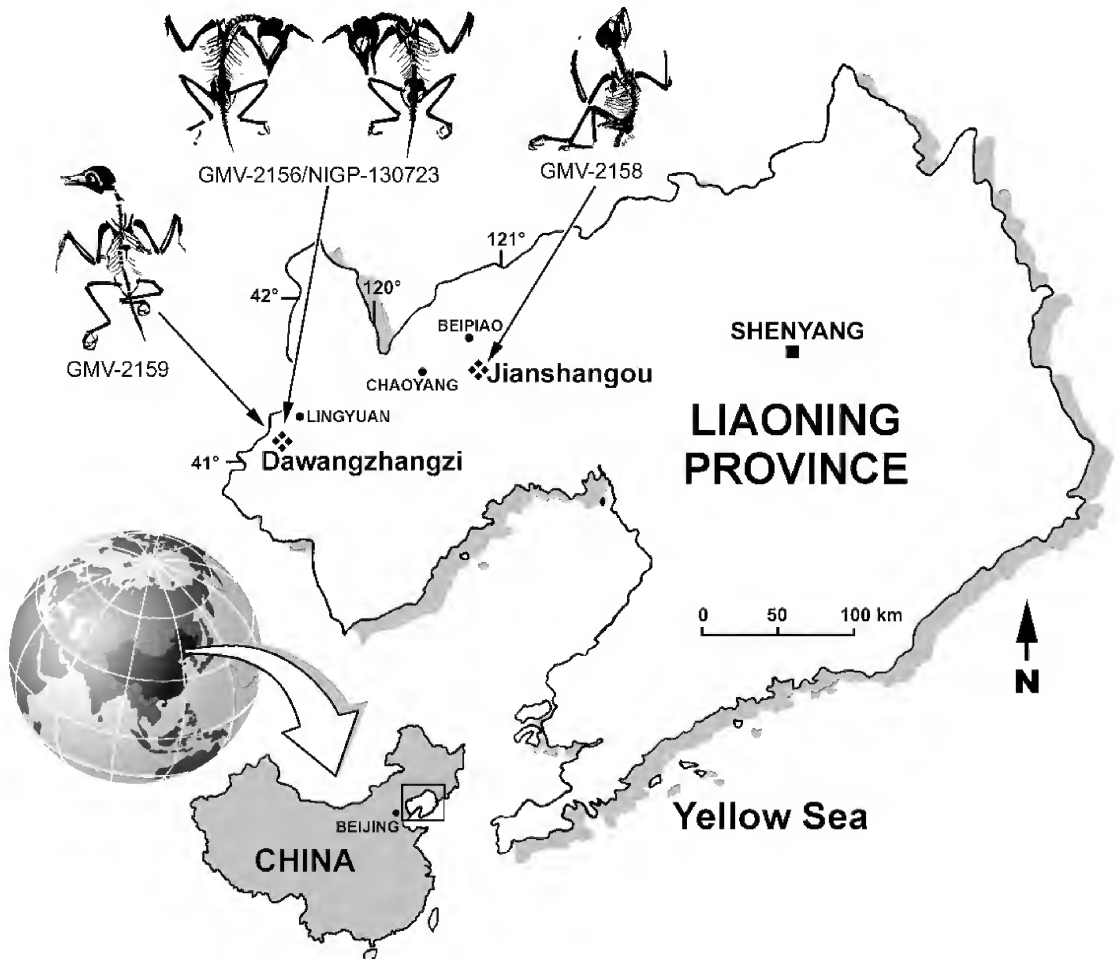 GMV-2156/NIGP-130723
GMV-2158
GMV-2159
121°
120°
42°
BEIPIAO
SHENYANG
CHAOYANG
Jianshangou
LINGYUAN
41°
Dawangzhangzi
LIAONING
PROVINCE
0 50 100 km
N
Yellow Sea
BEIJING
CHINA